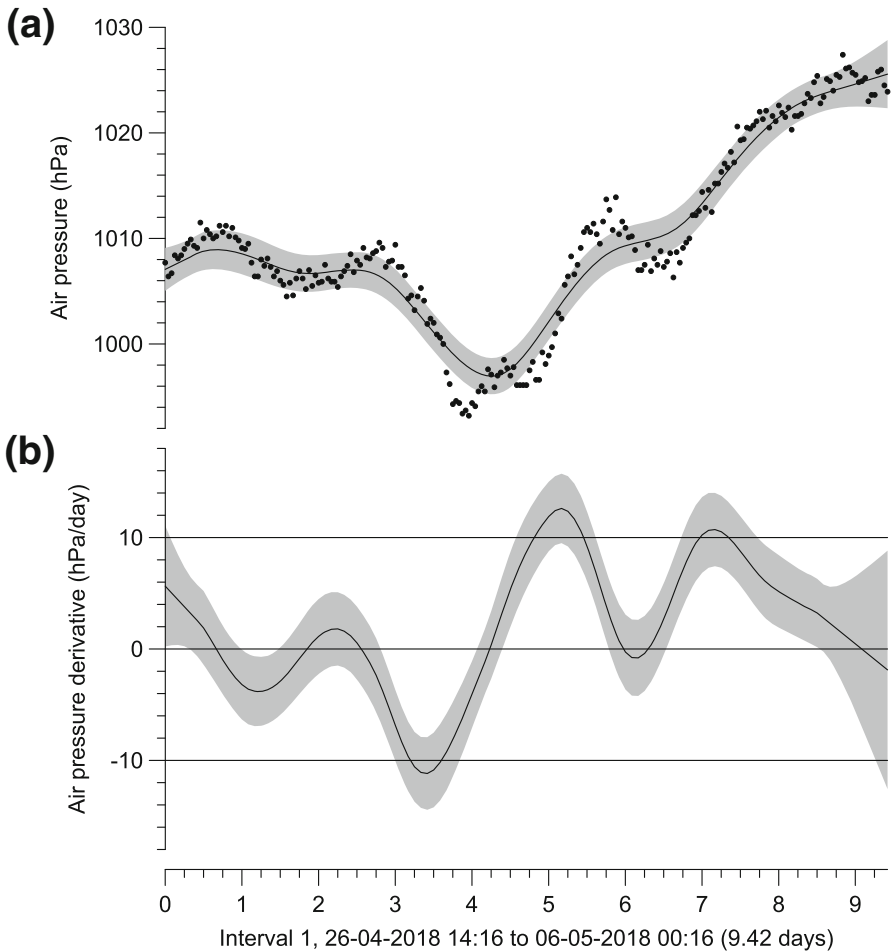 (a)
Air pressure (hPa)
1030
1020
1010
1000
(b)
Air pressure derivative (hPa/day)
10
0
-10
0 1 2 3 4 5 6 7 8 9
Interval 1, 26-04-2018 14:16 to 06-05-2018 00:16 (9.42 days)